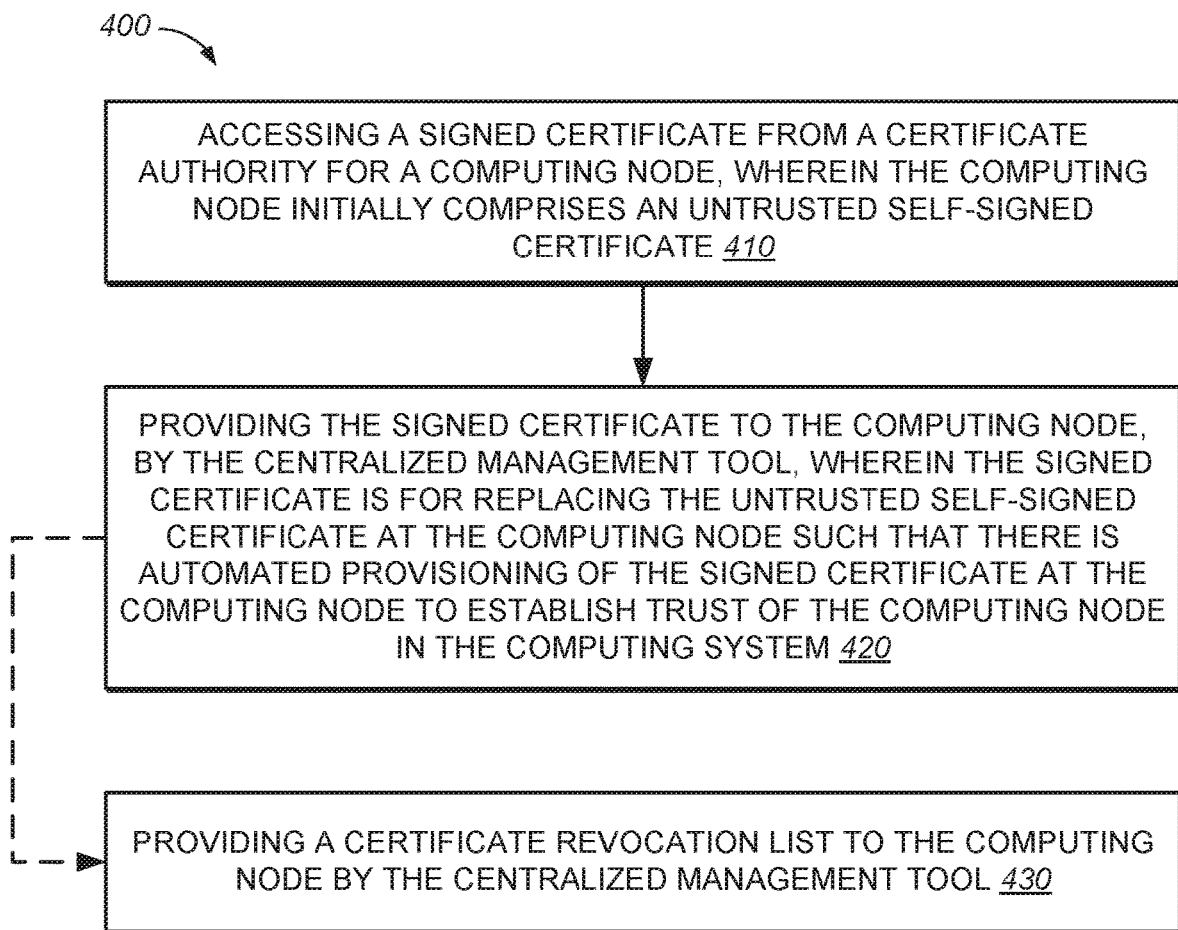 400
ACCESSING A SIGNED CERTIFICATE FROM A CERTIFICATE
AUTHORITY FOR A COMPUTING NODE, WHEREIN THE COMPUTING
NODE INITIALLY COMPRISES AN UNTRUSTED SELF-SIGNED
CERTIFICATE 410
PROVIDING THE SIGNED CERTIFICATE TO THE COMPUTING NODE,
BY THE CENTRALIZED MANAGEMENT TOOL, WHEREIN THE SIGNED
CERTIFICATE IS FOR REPLACING THE UNTRUSTED SELF-SIGNED
CERTIFICATE AT THE COMPUTING NODE SUCH THAT THERE IS
AUTOMATED PROVISIONING OF THE SIGNED CERTIFICATE AT THE
COMPUTING NODE TO ESTABLISH TRUST OF THE COMPUTING NODE
IN THE COMPUTING SYSTEM 420
PROVIDING A CERTIFICATE REVOCATION LIST TO THE COMPUTING
NODE BY THE CENTRALIZED MANAGEMENT TOOL 430